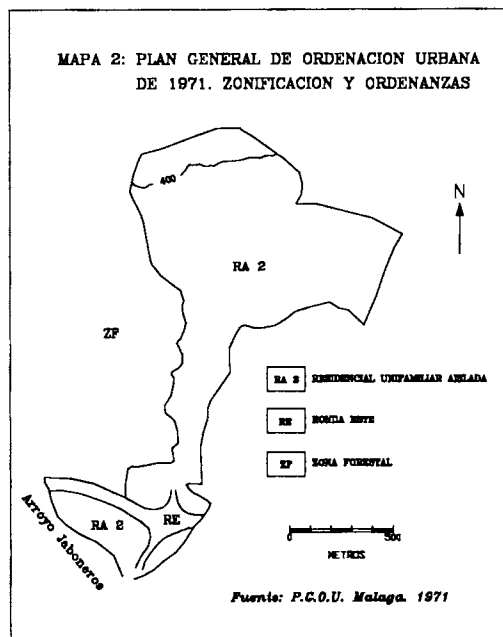 MAPA 2: PLAN GENERAL DE ORDENACION URBANA
DE 1971. ZONIFICACION Y ORDENANZAS
400
N
RA 2
ZF
RA 2 RESIDENCIAL UNIFAMILIAR AISLADA
RE RONDA ESTE
ZF ZONA FORESTAL
RA 2
RE
Arroyo Jaboneros
0 500
METROS
Fuente: P.G.O.U. Malaga. 1971